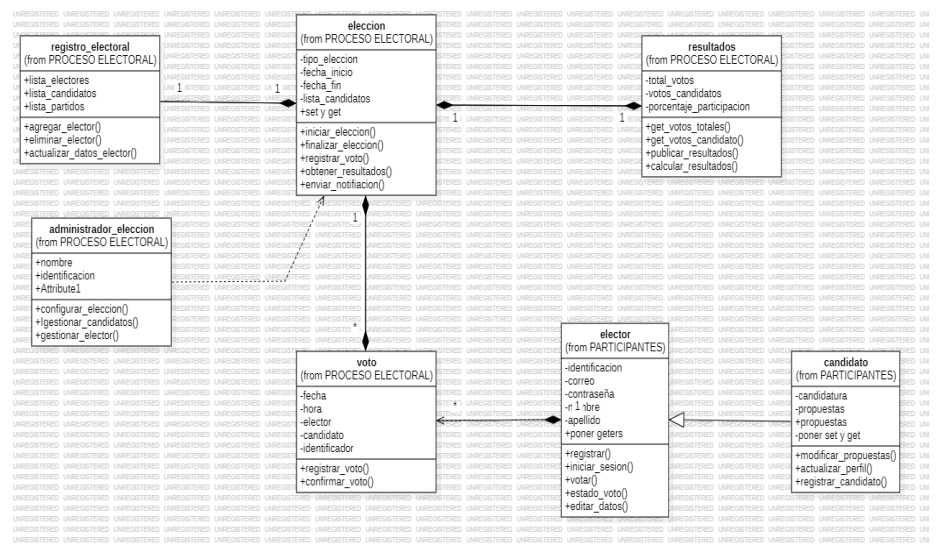 eleccion
(from PROCESO ELECTORAL)
-tipo_eleccion
-fecha_inicio
-fecha_fin
-lista_candidatos
+set y get
+iniciar_eleccion()
+finalizar_eleccion()
+registrar_voto()
+obtener_resultados()
+enviar_notifiacion()
registro_electoral
(from PROCESO ELECTORAL)
+lista_electores
+lista_candidatos
+lista_partidos
+agregar_elector()
+eliminar_elector()
+actualizar_datos_elector()
1
1
resultados
(from PROCESO ELECTORAL)
-total_votos
-votos_candidatos
-porcentaje_participacion
+get_votos_totales()
+get_votos_candidato()
+publicar_resultados()
+calcular_resultados()
1
1
administrador_eleccion
(from PROCESO ELECTORAL)
+nombre
+identificacion
+Attribute1
+configurar_eleccion()
+lgestionar_candidatos()
+gestionar_elector()
1
*
voto
(from PROCESO ELECTORAL)
-fecha
-hora
-elector
-candidato
-identificador
+registrar_voto()
+confirmar_voto()
*
1
elector
(from PARTICIPANTES)
-identificacion
-correo
-contraseña
-apellido
+poner geters
+registrar()
+iniciar_sesion()
+votar()
+estado_voto()
+editar_datos()
candidato
(from PARTICIPANTES)
-candidatura
-propuestas
+propuestas
-poner set y get
+modificar_propuestas()
+actualizar_perfil()
+registrar_candidato()
UNREGISTERED